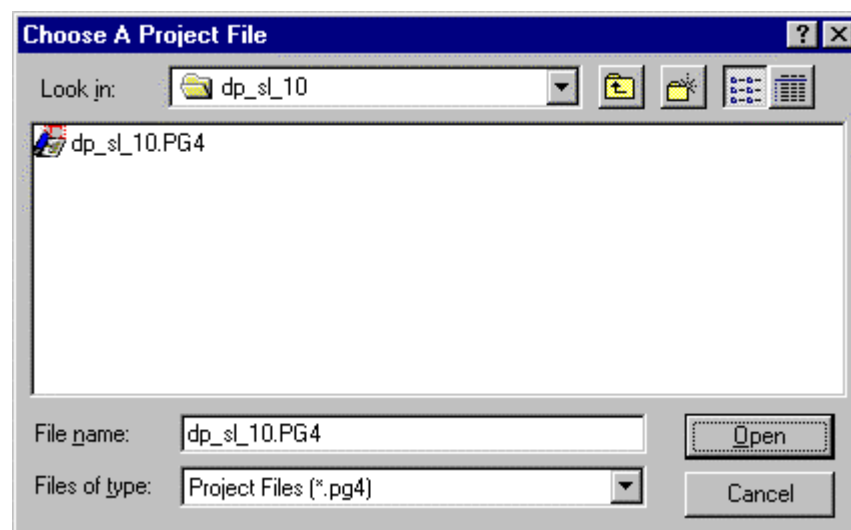 Choose A Project File
Look in: dp_sl_10
dp_sl_10.PG4
File name: dp_sl_10.PG4 Open
Files of type: Project Files (*.pg4) Cancel